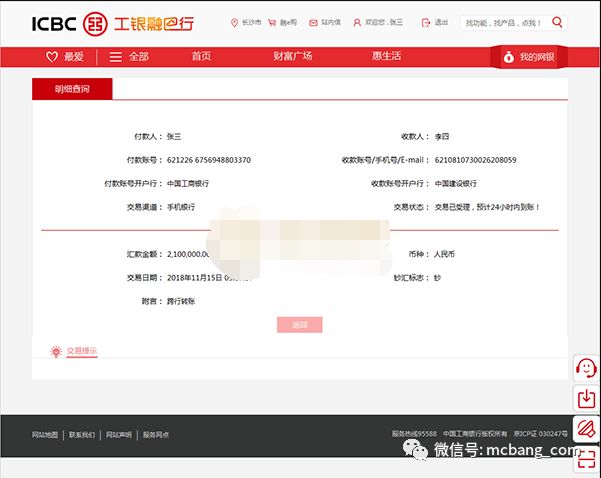 ICBC 工银融e行 长沙市 融e购 站内信 欢迎您，张三 退出 找功能，找产品，点我！
最爱 全部 首页 财富广场 惠生活 我的网银
明细查询
付款人： 张三 收款人： 李四
付款账号： 621226 6756948803370 收款账号/手机号/E-mail： 6210810730026208059
付款账号开户行： 中国工商银行 收款账号开户行： 中国建设银行
交易渠道： 手机银行 交易状态： 交易已受理，预计24小时内到账！
汇款金额： 2,100,000.00 币种： 人民币
交易日期： 2018年11月15日 钞汇标志： 钞
附言： 跨行转账
返回
交易提示
网站地图 联系我们 网站声明 服务网点 服务热线95588 中国工商银行版权所有 京ICP证 030247号
微信号: mcbang_com